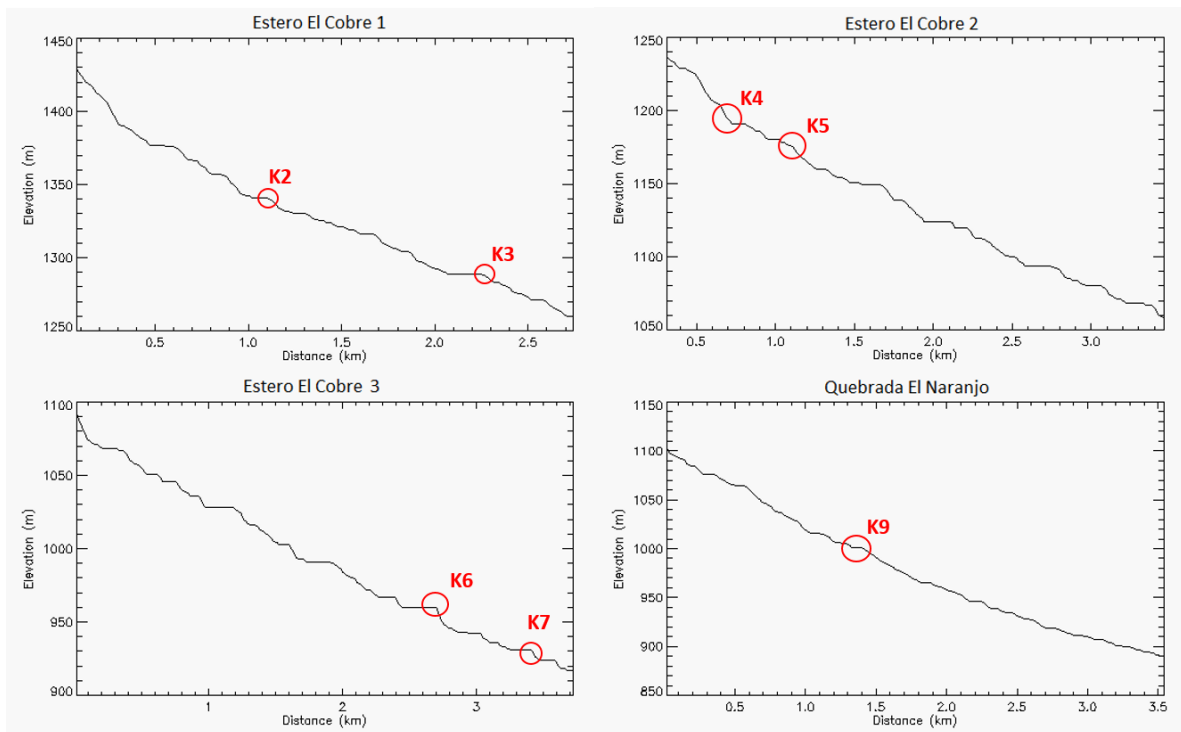 Estero El Cobre 1
1450
1400
1350
1300
1250
Elevation (m)
K2
K3
0.5
1.0
1.5
2.0
2.5
Distance (km)
Estero El Cobre 2
1250
1200
1150
1100
1050
Elevation (m)
K4
K5
0.5
1.0
1.5
2.0
2.5
3.0
Distance (km)
Estero El Cobre 3
1100
1050
1000
950
900
Elevation (m)
K6
K7
1
2
3
Distance (km)
Quebrada El Naranjo
1150
1100
1050
1000
950
900
850
Elevation (m)
K9
0.5
1.0
1.5
2.0
2.5
3.0
3.5
Distance (km)